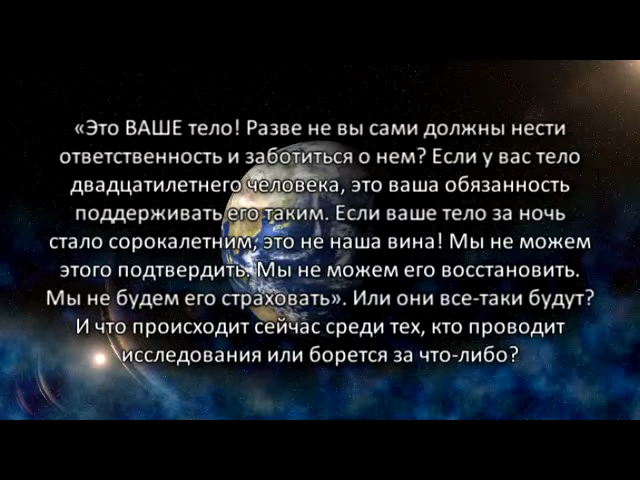 «Это ВАШЕ тело! Разве не вы сами должны нести
ответственность и заботиться о нем? Если у вас тело
двадцатилетнего человека, это ваша обязанность
поддерживать его таким. Если ваше тело за ночь
стало сорокалетним, это не наша вина! Мы не можем
этого подтвердить. Мы не можем его восстановить.
Мы не будем его страховать». Или они все-таки будут?
И что происходит сейчас среди тех, кто проводит
исследования или борется за что-либо?